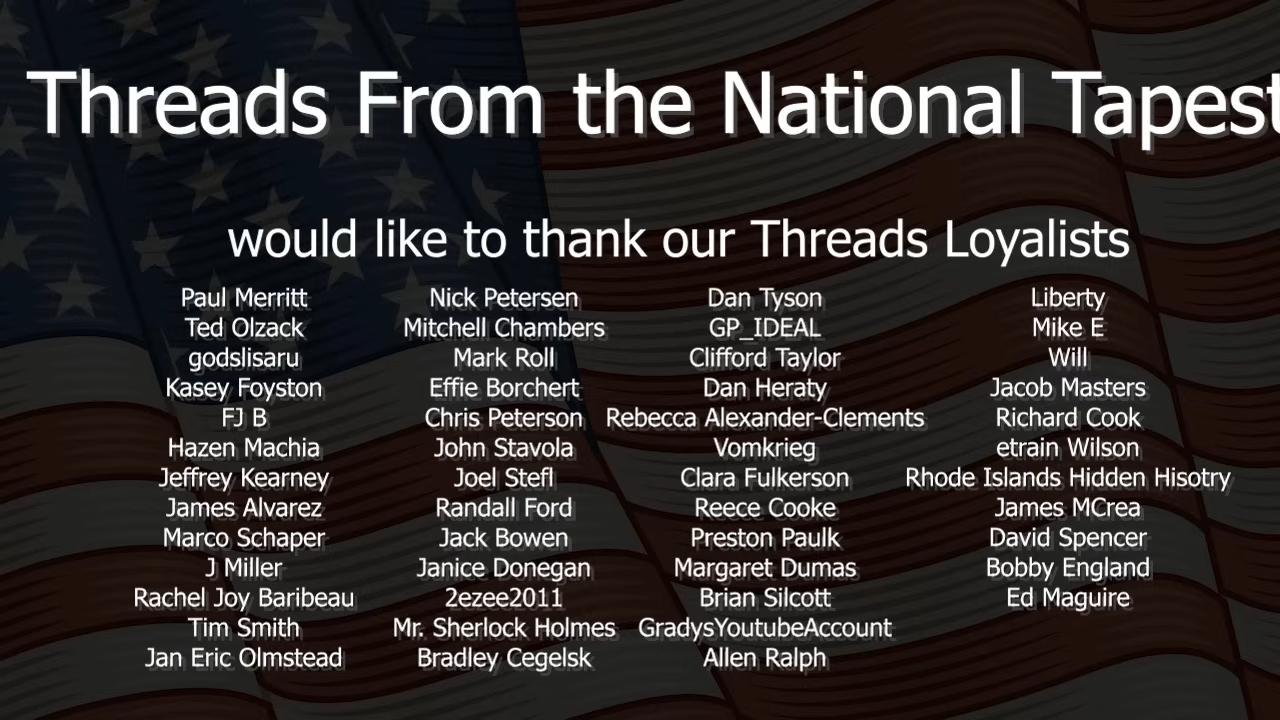 Threads From the National Tapest
would like to thank our Threads Loyalists
Paul Merritt
Ted Olzack
godslisaru
Kasey Foyston
FJ B
Hazen Machia
Jeffrey Kearney
James Alvarez
Marco Schaper
J Miller
Rachel Joy Baribeau
Tim Smith
Jan Eric Olmstead
Nick Petersen
Mitchell Chambers
Mark Roll
Effie Borchert
Chris Peterson
John Stavola
Joel Stefl
Randall Ford
Jack Bowen
Janice Donegan
2ezee2011
Mr. Sherlock Holmes
Bradley Cegelsk
Dan Tyson
GP_IDEAL
Clifford Taylor
Dan Heraty
Rebecca Alexander-Clements
Vomkrieg
Clara Fulkerson
Reece Cooke
Preston Paulk
Margaret Dumas
Brian Silcott
GradysYoutubeAccount
Allen Ralph
Liberty
Mike E
Will
Jacob Masters
Richard Cook
etrain Wilson
Rhode Islands Hidden Hisotry
James MCrea
David Spencer
Bobby England
Ed Maguire